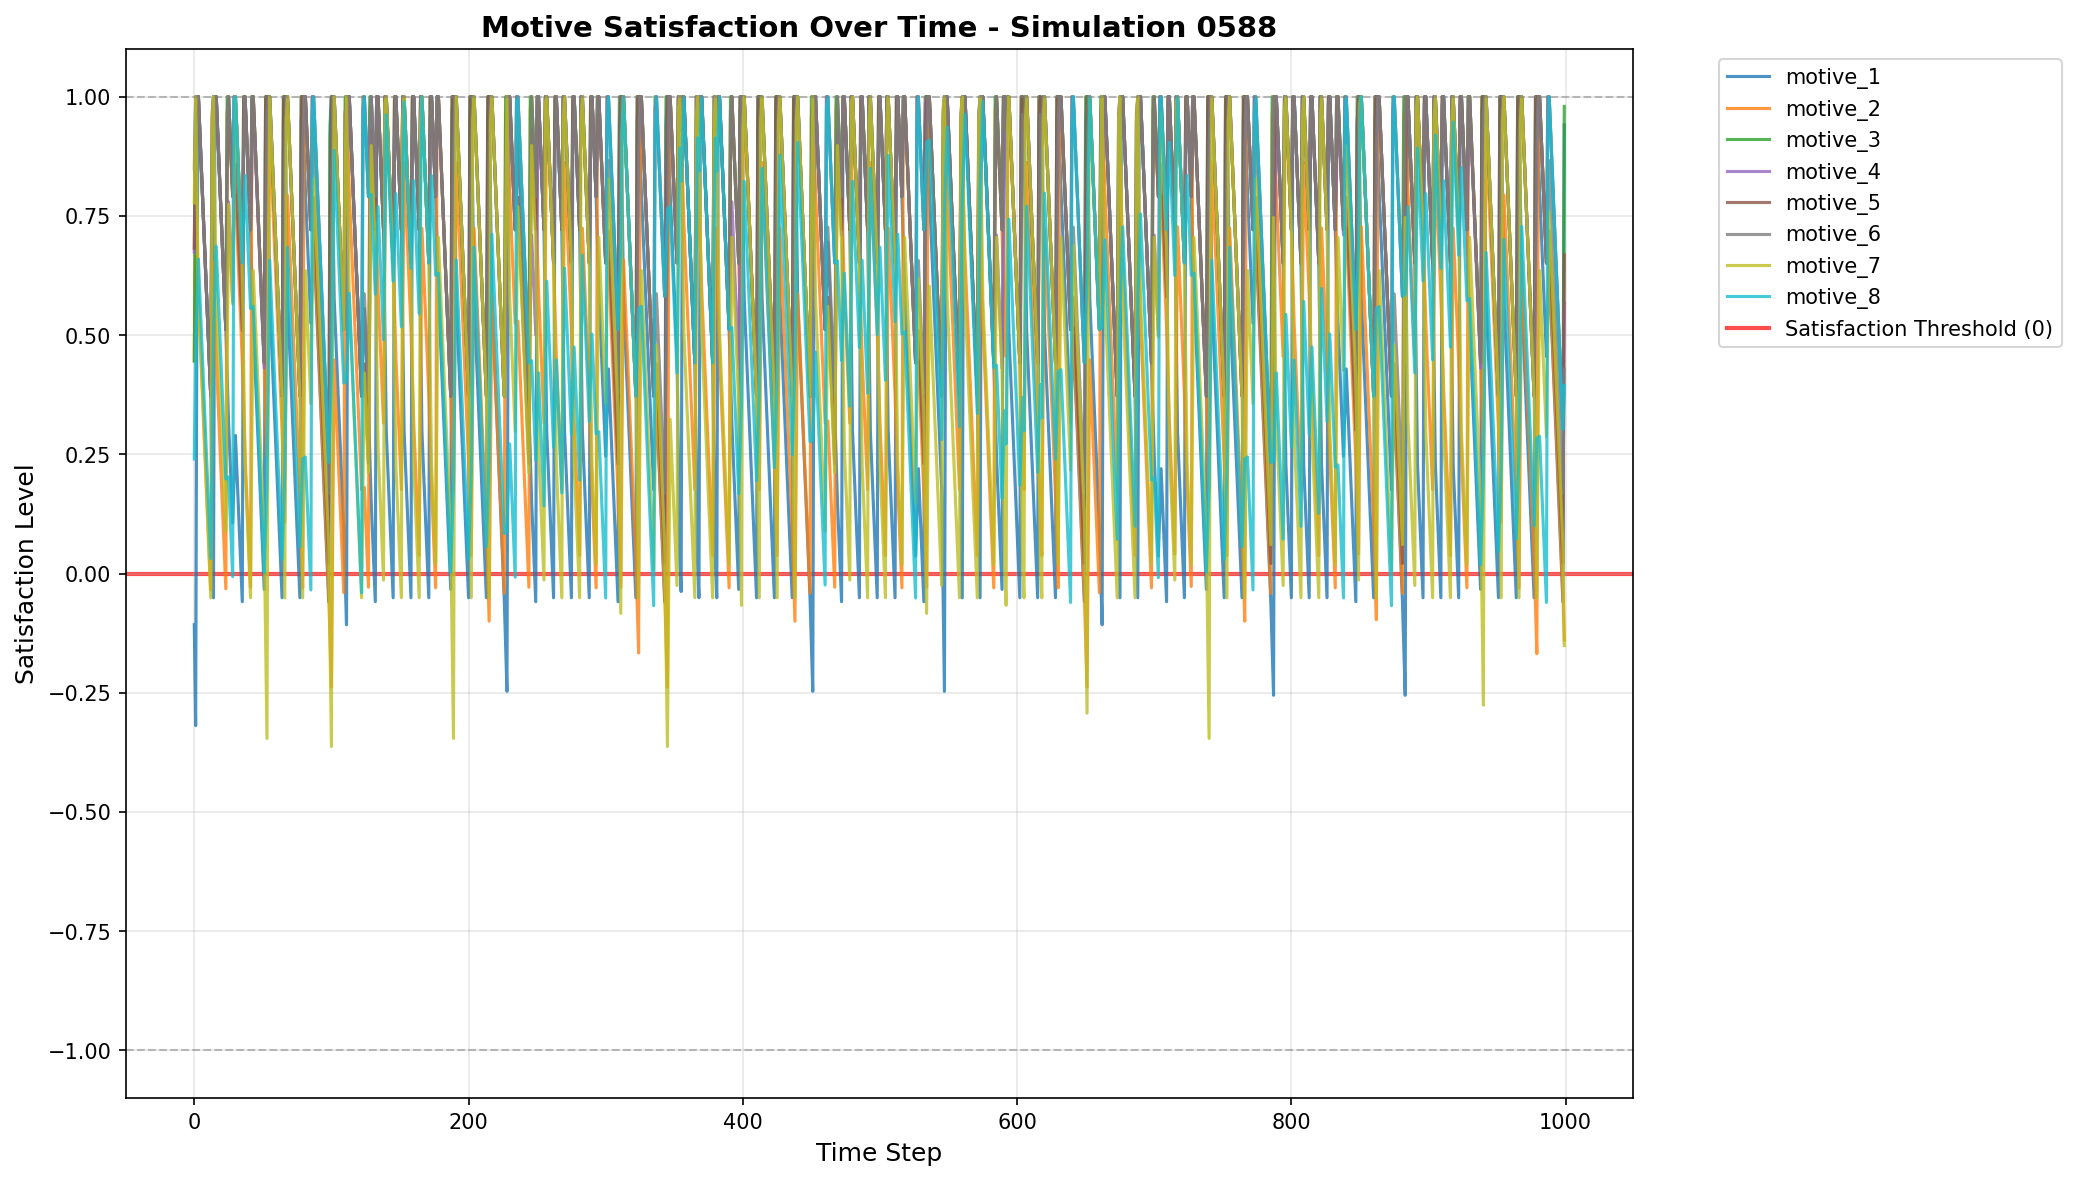 Motive Satisfaction Over Time - Simulation 0588
1.00
0.75
0.50
0.25
0.00
−0.25
−0.50
−0.75
−1.00
Satisfaction Level
0
200
400
600
800
1000
Time Step
motive_1
motive_2
motive_3
motive_4
motive_5
motive_6
motive_7
motive_8
Satisfaction Threshold (0)